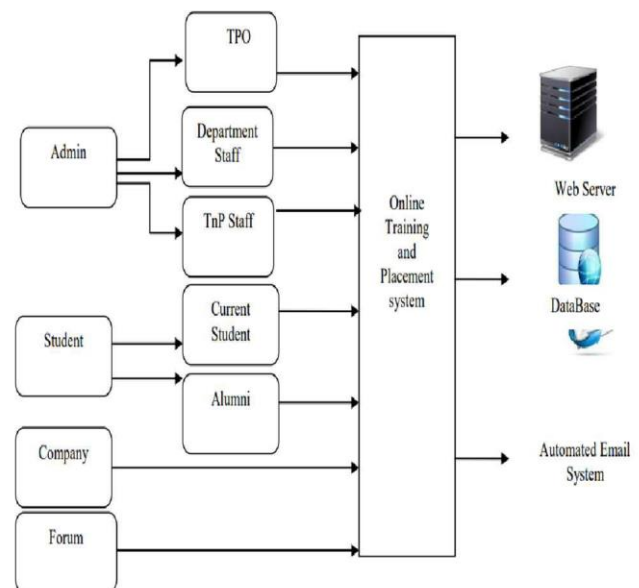 TPO
Admin
Department
Staff
TnP Staff
Student
Current
Student
Alumni
Company
Forum
Online
Training
and
Placement
system
Web Server
DataBase
Automated Email
System